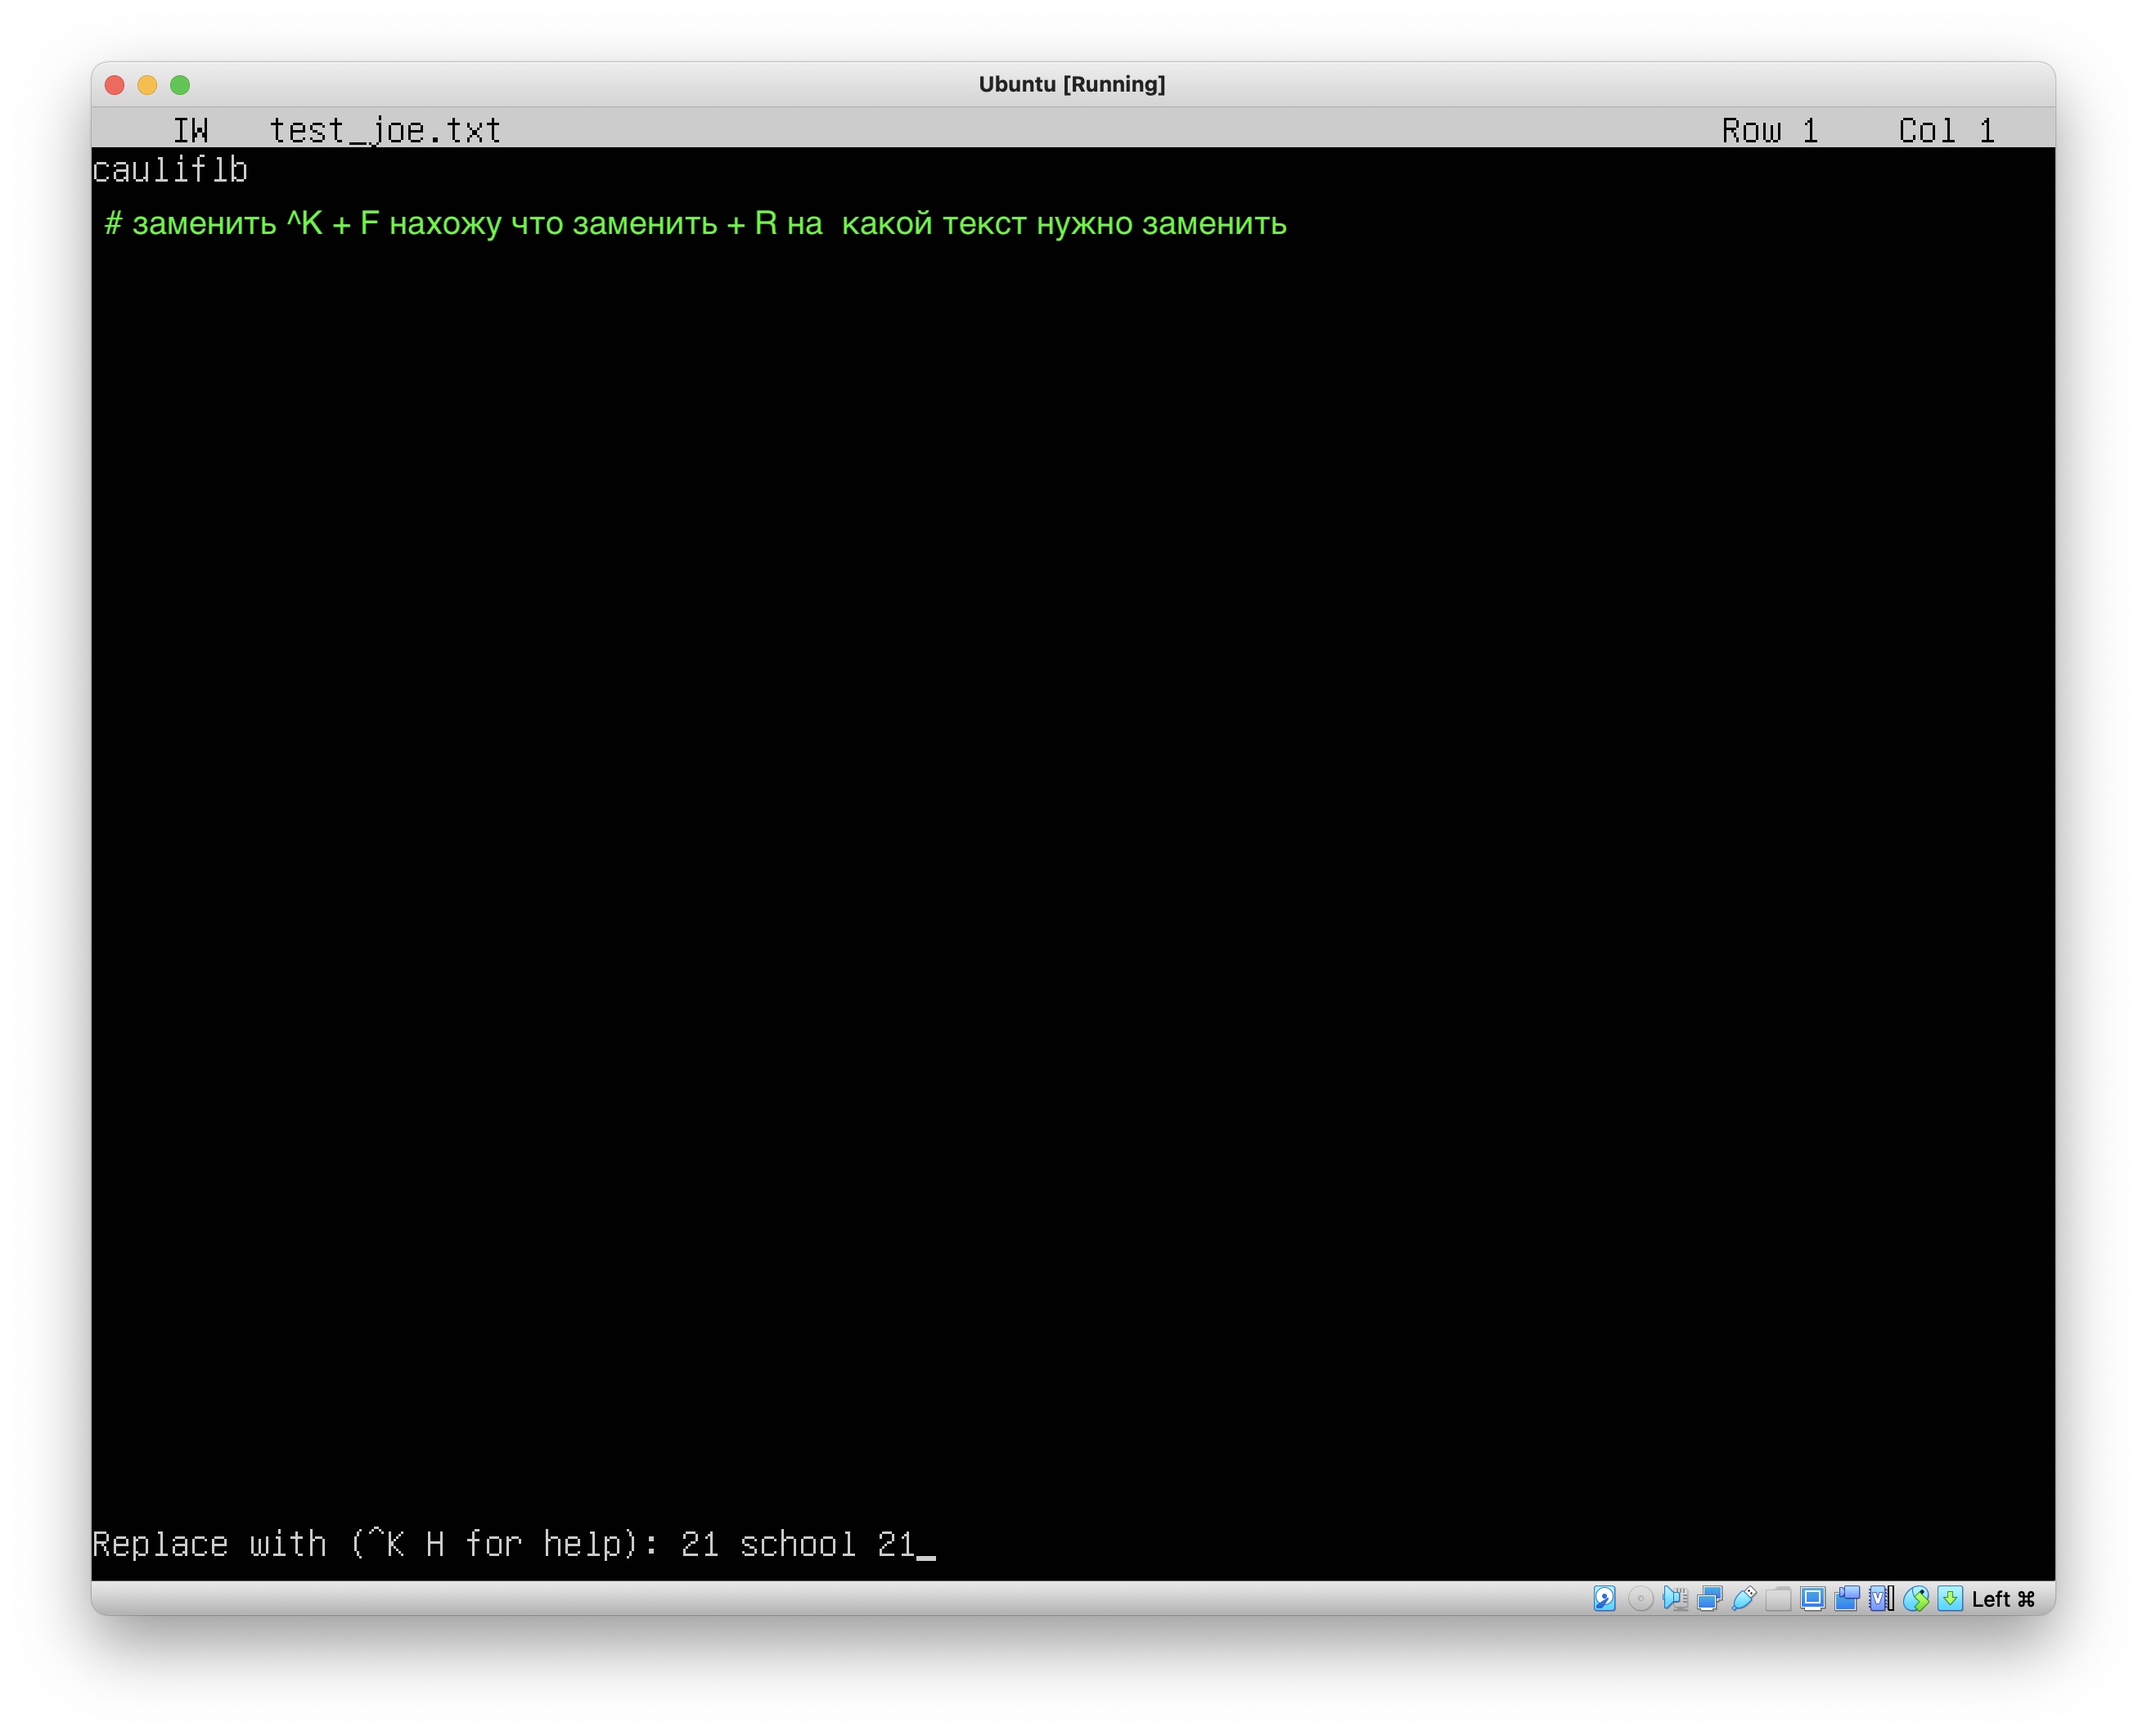 Ubuntu [Running]
IW test_joe.txt Row 1 Col 1
cauliflb
# заменить ^K + F нахожу что заменить + R на  какой текст нужно заменить
Replace with (^K H for help): 21 school 21_
Left ⌘